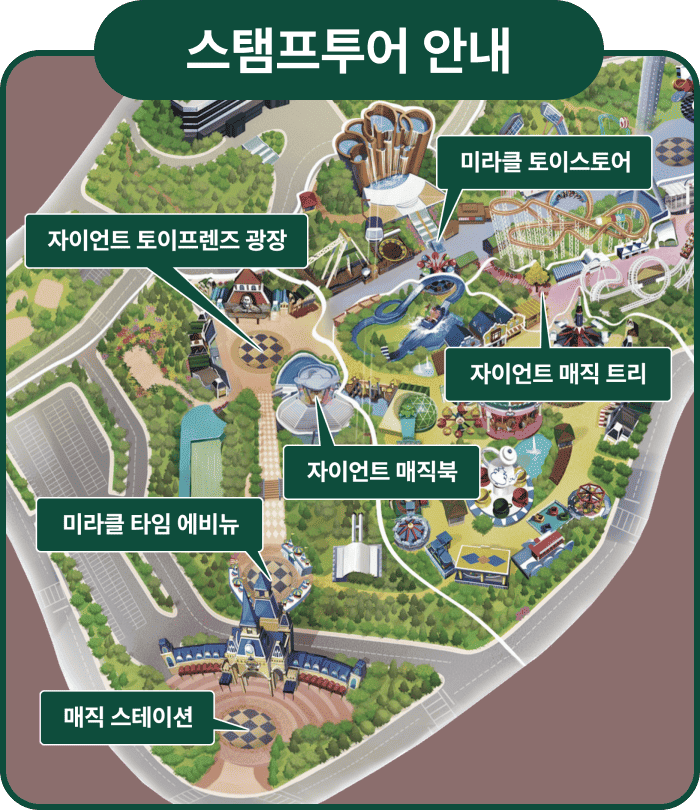 스탬프투어 안내
미라클 토이스토어
자이언트 토이프렌즈 광장
자이언트 매직 트리
자이언트 매직북
미라클 타임 에비뉴
매직 스테이션